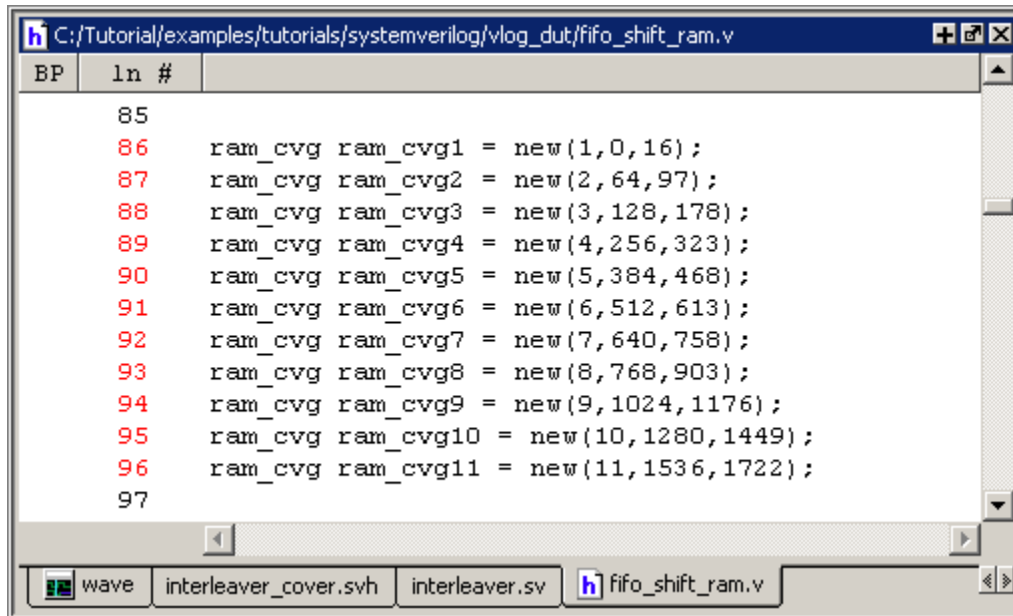 C:/Tutorial/examples/tutorials/systemverilog/vlog_dut/fifo_shift_ram.v
BP ln #
85
86 ram_cvg ram_cvg1 = new(1,0,16);
87 ram_cvg ram_cvg2 = new(2,64,97);
88 ram_cvg ram_cvg3 = new(3,128,178);
89 ram_cvg ram_cvg4 = new(4,256,323);
90 ram_cvg ram_cvg5 = new(5,384,468);
91 ram_cvg ram_cvg6 = new(6,512,613);
92 ram_cvg ram_cvg7 = new(7,640,758);
93 ram_cvg ram_cvg8 = new(8,768,903);
94 ram_cvg ram_cvg9 = new(9,1024,1176);
95 ram_cvg ram_cvg10 = new(10,1280,1449);
96 ram_cvg ram_cvg11 = new(11,1536,1722);
97
wave interleaver_cover.svh interleaver.sv h fifo_shift_ram.v